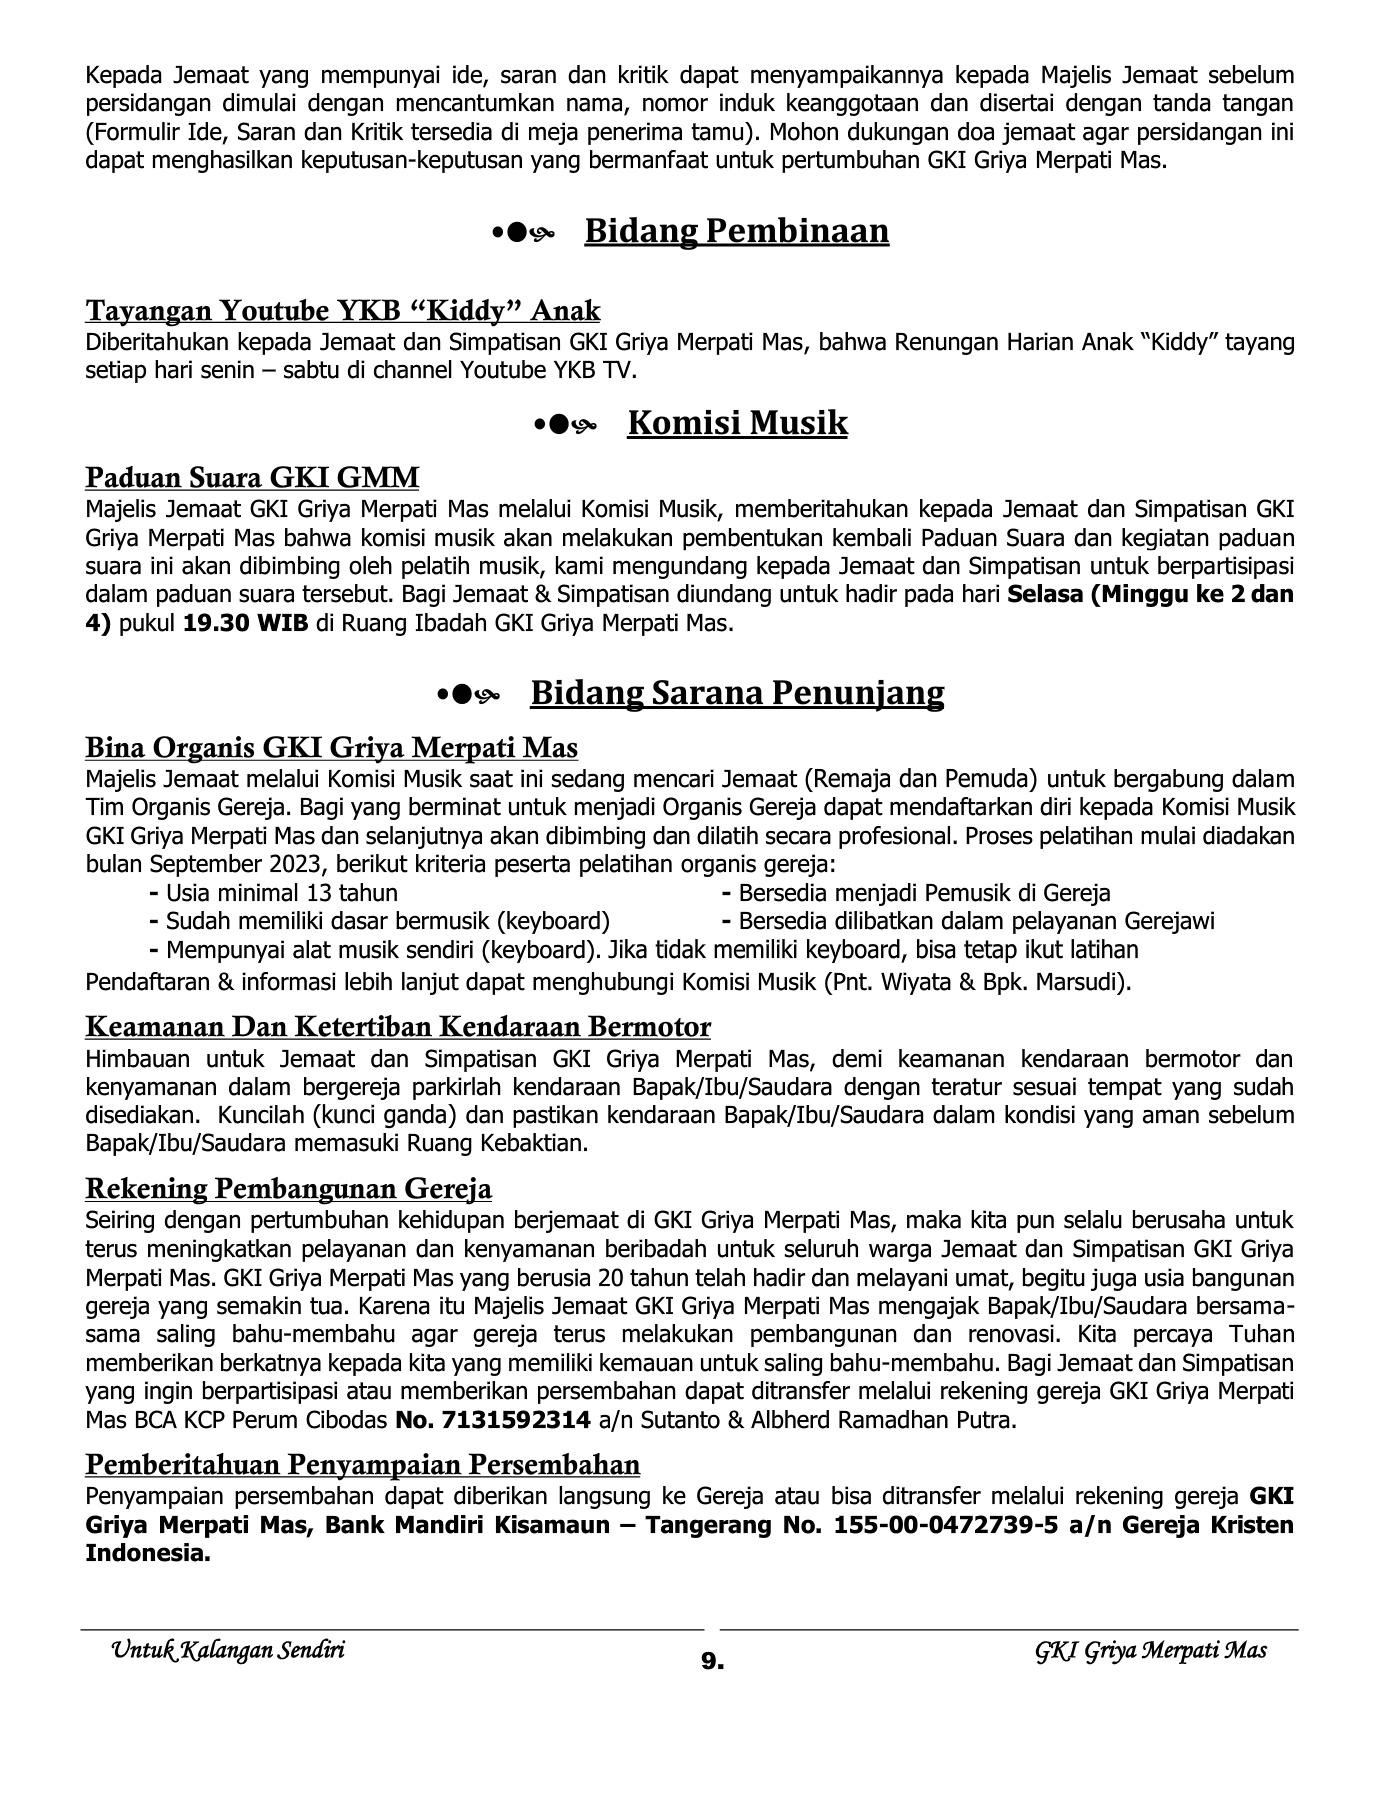 Kepada Jemaat yang mempunyai ide, saran dan kritik dapat menyampaikannya kepada Majelis Jemaat sebelum
persidangan dimulai dengan mencantumkan nama, nomor induk keanggotaan dan disertai dengan tanda tangan
(Formulir Ide, Saran dan Kritik tersedia di meja penerima tamu). Mohon dukungan doa jemaat agar persidangan ini
dapat menghasilkan keputusan-keputusan yang bermanfaat untuk pertumbuhan GKI Griya Merpati Mas.
Bidang Pembinaan
Tayangan Youtube YKB “Kiddy” Anak
Diberitahukan kepada Jemaat dan Simpatisan GKI Griya Merpati Mas, bahwa Renungan Harian Anak “Kiddy” tayang
setiap hari senin – sabtu di channel Youtube YKB TV.
Komisi Musik
Paduan Suara GKI GMM
Majelis Jemaat GKI Griya Merpati Mas melalui Komisi Musik, memberitahukan kepada Jemaat dan Simpatisan GKI
Griya Merpati Mas bahwa komisi musik akan melakukan pembentukan kembali Paduan Suara dan kegiatan paduan
suara ini akan dibimbing oleh pelatih musik, kami mengundang kepada Jemaat dan Simpatisan untuk berpartisipasi
dalam paduan suara tersebut. Bagi Jemaat & Simpatisan diundang untuk hadir pada hari Selasa (Minggu ke 2 dan
4) pukul 19.30 WIB di Ruang Ibadah GKI Griya Merpati Mas.
Bidang Sarana Penunjang
Bina Organis GKI Griya Merpati Mas
Majelis Jemaat melalui Komisi Musik saat ini sedang mencari Jemaat (Remaja dan Pemuda) untuk bergabung dalam
Tim Organis Gereja. Bagi yang berminat untuk menjadi Organis Gereja dapat mendaftarkan diri kepada Komisi Musik
GKI Griya Merpati Mas dan selanjutnya akan dibimbing dan dilatih secara profesional. Proses pelatihan mulai diadakan
bulan September 2023, berikut kriteria peserta pelatihan organis gereja:
- Usia minimal 13 tahun - Bersedia menjadi Pemusik di Gereja
- Sudah memiliki dasar bermusik (keyboard) - Bersedia dilibatkan dalam pelayanan Gerejawi
- Mempunyai alat musik sendiri (keyboard). Jika tidak memiliki keyboard, bisa tetap ikut latihan
Pendaftaran & informasi lebih lanjut dapat menghubungi Komisi Musik (Pnt. Wiyata & Bpk. Marsudi).
Keamanan Dan Ketertiban Kendaraan Bermotor
Himbauan untuk Jemaat dan Simpatisan GKI Griya Merpati Mas, demi keamanan kendaraan bermotor dan
kenyamanan dalam bergereja parkirlah kendaraan Bapak/Ibu/Saudara dengan teratur sesuai tempat yang sudah
disediakan. Kuncilah (kunci ganda) dan pastikan kendaraan Bapak/Ibu/Saudara dalam kondisi yang aman sebelum
Bapak/Ibu/Saudara memasuki Ruang Kebaktian.
Rekening Pembangunan Gereja
Seiring dengan pertumbuhan kehidupan berjemaat di GKI Griya Merpati Mas, maka kita pun selalu berusaha untuk
terus meningkatkan pelayanan dan kenyamanan beribadah untuk seluruh warga Jemaat dan Simpatisan GKI Griya
Merpati Mas. GKI Griya Merpati Mas yang berusia 20 tahun telah hadir dan melayani umat, begitu juga usia bangunan
gereja yang semakin tua. Karena itu Majelis Jemaat GKI Griya Merpati Mas mengajak Bapak/Ibu/Saudara bersama-
sama saling bahu-membahu agar gereja terus melakukan pembangunan dan renovasi. Kita percaya Tuhan
memberikan berkatnya kepada kita yang memiliki kemauan untuk saling bahu-membahu. Bagi Jemaat dan Simpatisan
yang ingin berpartisipasi atau memberikan persembahan dapat ditransfer melalui rekening gereja GKI Griya Merpati
Mas BCA KCP Perum Cibodas No. 7131592314 a/n Sutanto & Albherd Ramadhan Putra.
Pemberitahuan Penyampaian Persembahan
Penyampaian persembahan dapat diberikan langsung ke Gereja atau bisa ditransfer melalui rekening gereja GKI
Griya Merpati Mas, Bank Mandiri Kisamaun – Tangerang No. 155-00-0472739-5 a/n Gereja Kristen
Indonesia.
Untuk Kalangan Sendiri
9.
GKI Griya Merpati Mas